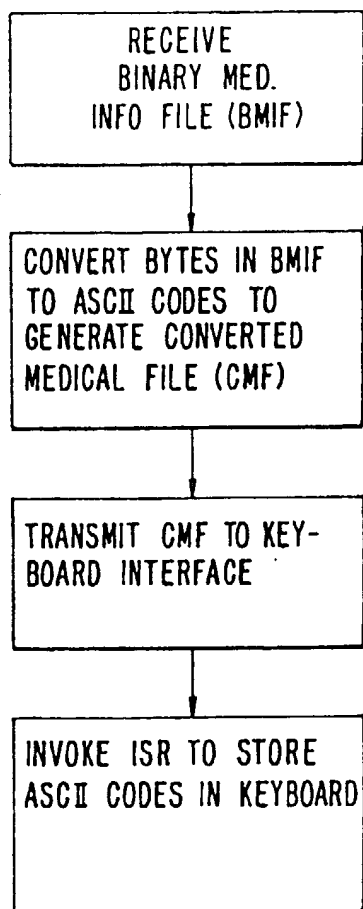 RECEIVE
BINARY MED.
INFO FILE (BMIF)
CONVERT BYTES IN BMIF
TO ASCII CODES TO
GENERATE CONVERTED
MEDICAL FILE (CMF)
TRANSMIT CMF TO KEY-
BOARD INTERFACE
INVOKE ISR TO STORE
ASCII CODES IN KEYBOARD